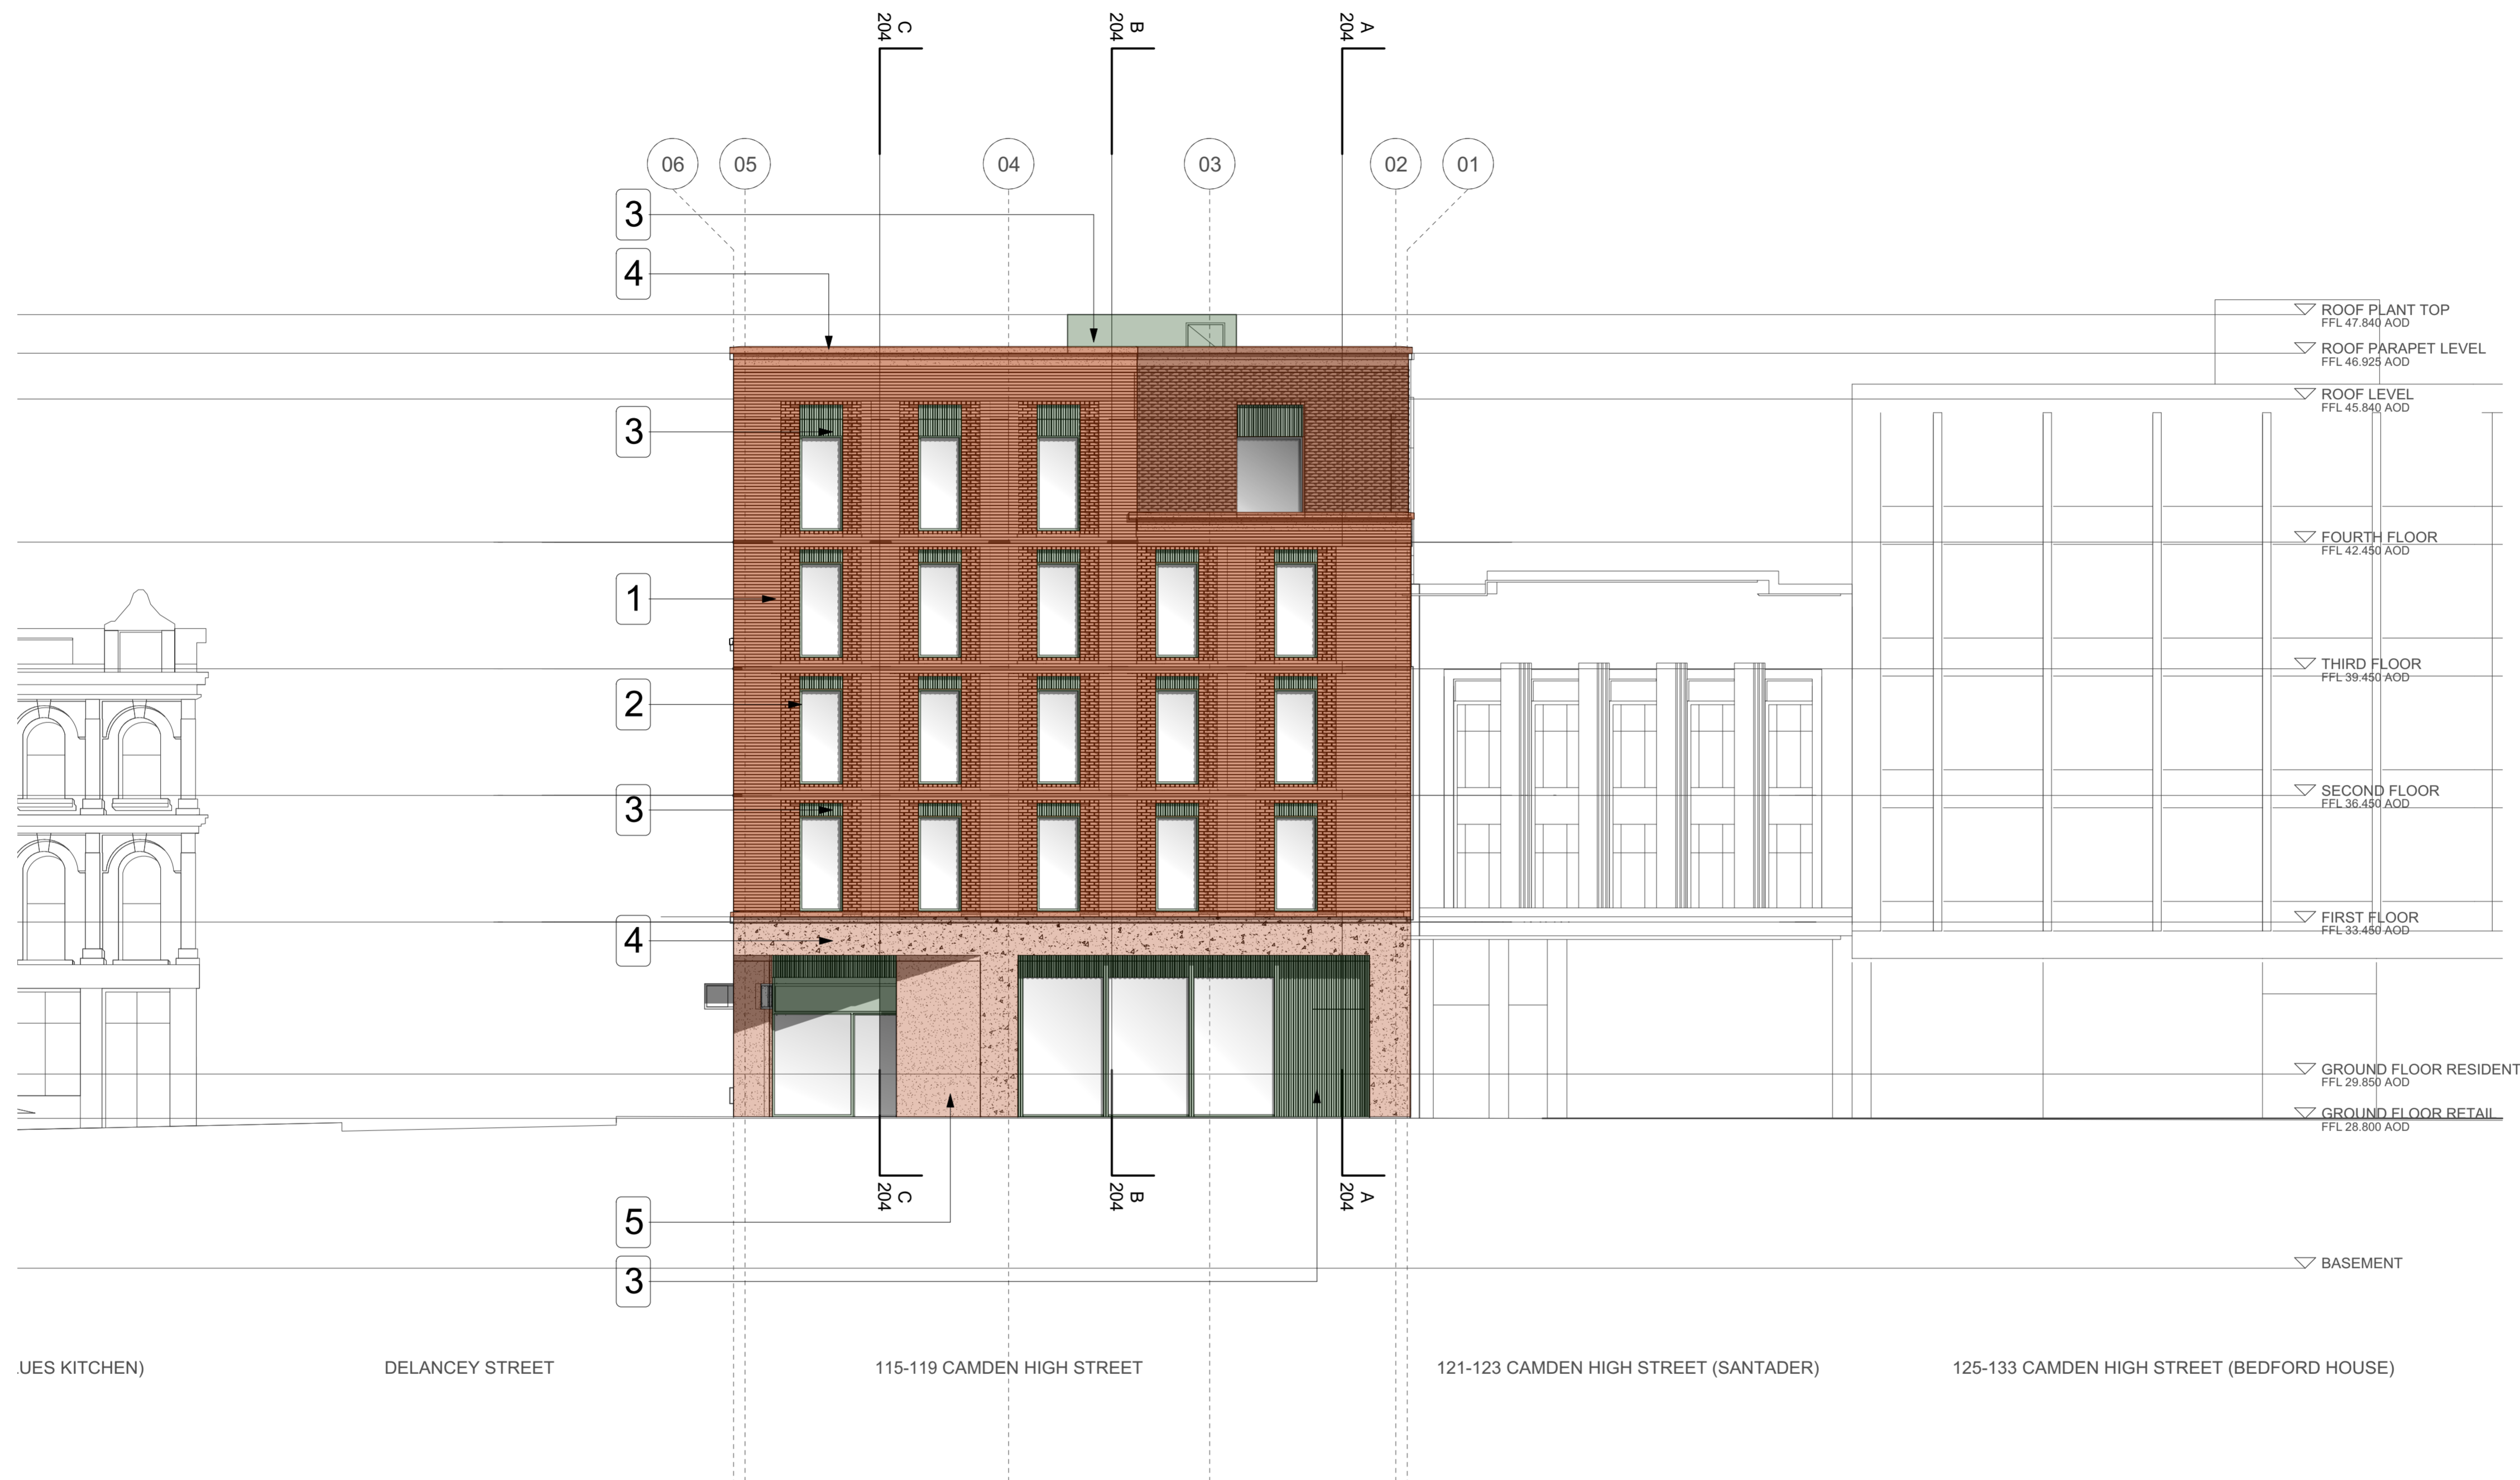 C
204
B
204
A
204
06
05
04
03
02
01
3
4
ROOF PLANT TOP
FFL 47.840 AOD
ROOF PARAPET LEVEL
FFL 46.925 AOD
ROOF LEVEL
FFL 45.840 AOD
3
FOURTH FLOOR
FFL 42.450 AOD
1
THIRD FLOOR
FFL 39.450 AOD
2
SECOND FLOOR
FFL 36.450 AOD
3
FIRST FLOOR
FFL 33.450 AOD
4
GROUND FLOOR RESIDENT
FFL 29.850 AOD
GROUND FLOOR RETAIL
FFL 28.800 AOD
C
204
B
204
A
204
5
BASEMENT
3
UES KITCHEN)
DELANCEY STREET
115-119 CAMDEN HIGH STREET
121-123 CAMDEN HIGH STREET (SANTADER)
125-133 CAMDEN HIGH STREET (BEDFORD HOUSE)